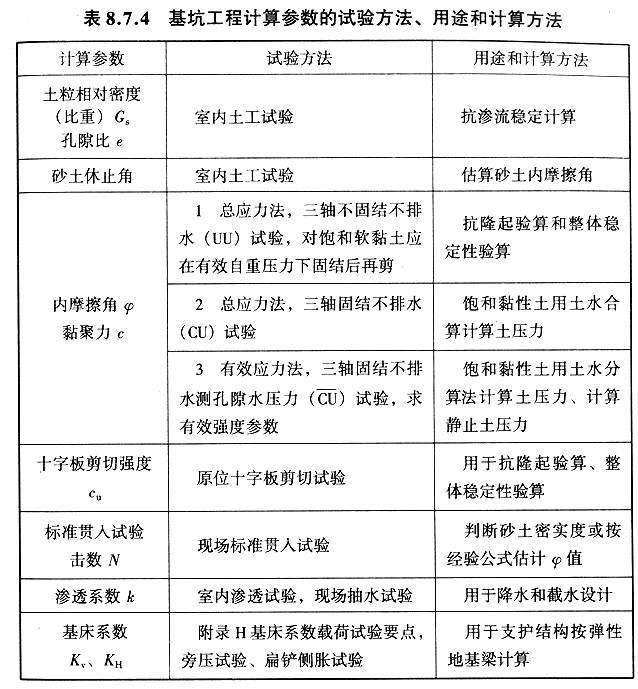 表 8.7.4 基坑工程计算参数的试验方法、用途和计算方法
计算参数
试验方法
用途和计算方法
土粒相对密度
（比重）Gs
孔隙比 e
室内土工试验
抗渗流稳定计算
砂土休止角
室内土工试验
估算砂土内摩擦角
内摩擦角 φ
黏聚力 c
1 总应力法，三轴不固结不排
水（UU）试验，对饱和软黏土应
在有效自重压力下固结后再剪
抗隆起验算和整体稳
定性验算
2 总应力法，三轴固结不排水
（CU）试验
饱和黏性土用土水合
算计算土压力
3 有效应力法，三轴固结不排
水测孔隙水压力（C̅U̅）试验，求
有效强度参数
饱和黏性土用土水分
算法计算土压力、计算
静止土压力
十字板剪切强度
cu
原位十字板剪切试验
用于抗隆起验算、整
体稳定性验算
标准贯入试验
击数 N
现场标准贯入试验
判断砂土密实度或按
经验公式估计 φ 值
渗透系数 k
室内渗透试验，现场抽水试验
用于降水和截水设计
基床系数
Kv、KH
附录 H 基床系数载荷试验要点，
旁压试验、扁铲侧胀试验
用于支护结构按弹性
地基梁计算